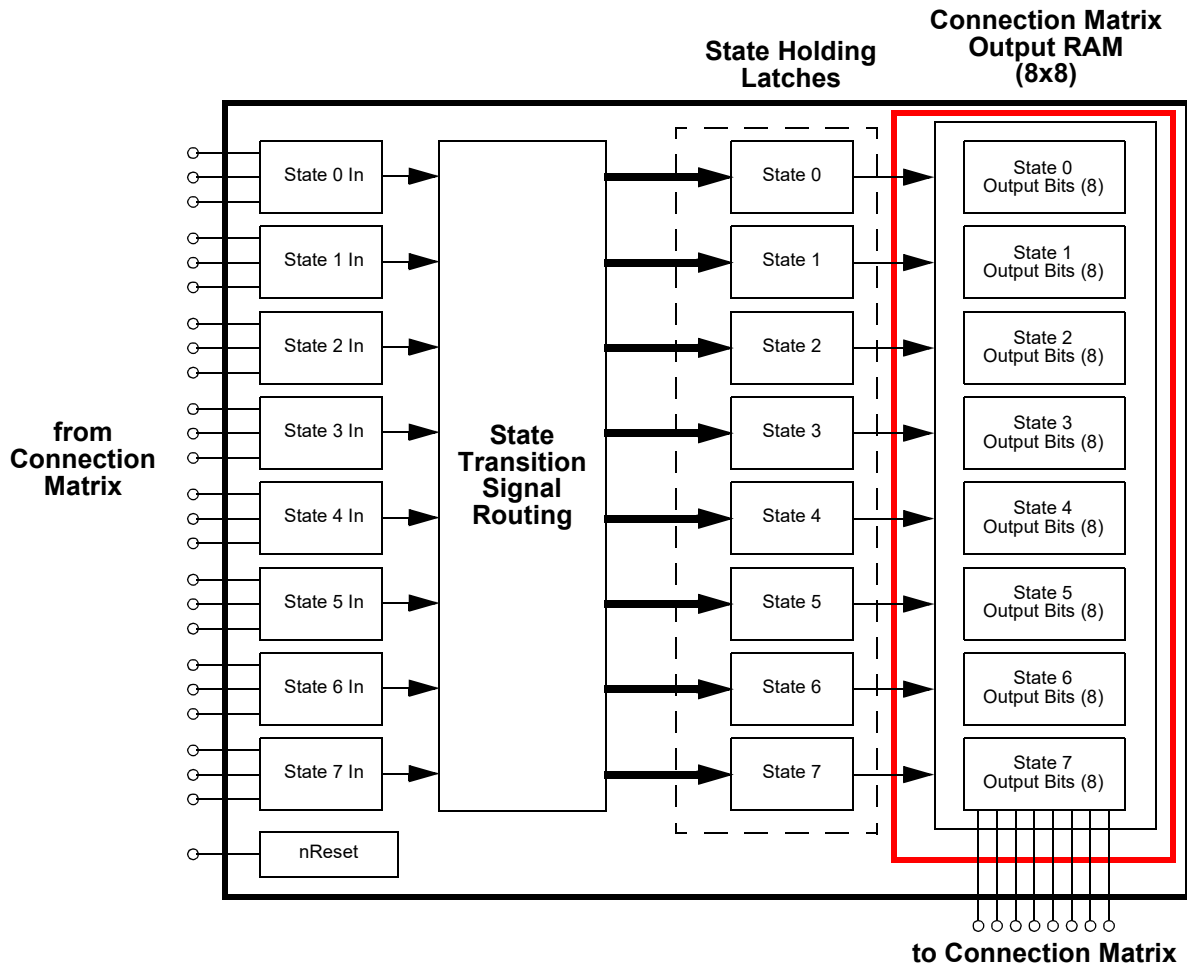 Connection Matrix
Output RAM
(8x8)
State Holding
Latches
from
Connection
Matrix
State 0 In
State 1 In
State 2 In
State 3 In
State 4 In
State 5 In
State 6 In
State 7 In
nReset
State
Transition
Signal
Routing
State 0
State 1
State 2
State 3
State 4
State 5
State 6
State 7
State 0
Output Bits (8)
State 1
Output Bits (8)
State 2
Output Bits (8)
State 3
Output Bits (8)
State 4
Output Bits (8)
State 5
Output Bits (8)
State 6
Output Bits (8)
State 7
Output Bits (8)
to Connection Matrix